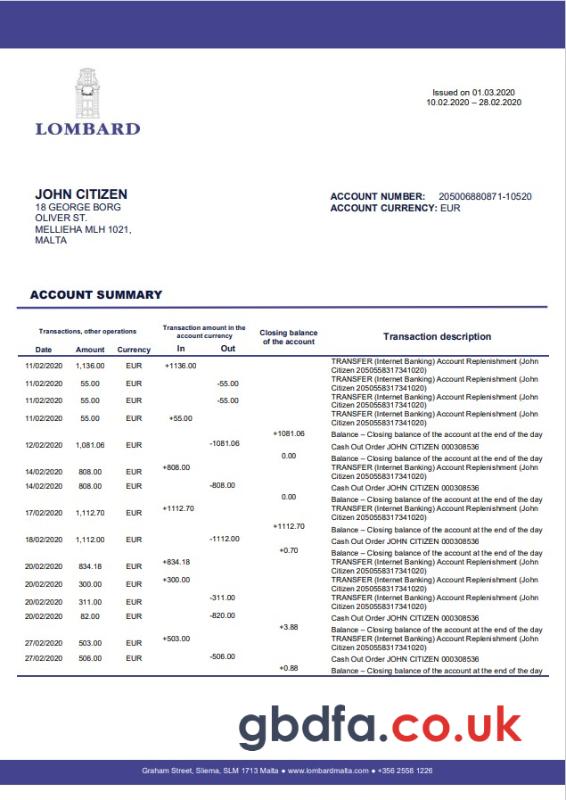 LOMBARD
Issued on 01.03.2020
10.02.2020 – 28.02.2020
JOHN CITIZEN
18 GEORGE BORG
OLIVER ST.
MELLIEHA MLH 1021,
MALTA
ACCOUNT NUMBER: 205006880871-10520
ACCOUNT CURRENCY: EUR
ACCOUNT SUMMARY
Transactions, other operations
Transaction amount in the
account currency
Closing balance
of the account
Transaction description
Date Amount Currency In Out
11/02/2020 1,136.00 EUR +1136.00 TRANSFER (Internet Banking) Account Replenishment (John
Citizen 2050558317341020)
11/02/2020 55.00 EUR -55.00 TRANSFER (Internet Banking) Account Replenishment (John
Citizen 2050558317341020)
11/02/2020 55.00 EUR -55.00 TRANSFER (Internet Banking) Account Replenishment (John
Citizen 2050558317341020)
11/02/2020 55.00 EUR +55.00 TRANSFER (Internet Banking) Account Replenishment (John
Citizen 2050558317341020)
+1081.06 Balance – Closing balance of the account at the end of the day
12/02/2020 1,081.06 EUR -1081.06 Cash Out Order JOHN CITIZEN 000308536
0.00 Balance – Closing balance of the account at the end of the day
14/02/2020 808.00 EUR +808.00 TRANSFER (Internet Banking) Account Replenishment (John
Citizen 2050558317341020)
14/02/2020 808.00 EUR -808.00 Cash Out Order JOHN CITIZEN 000308536
0.00 Balance – Closing balance of the account at the end of the day
17/02/2020 1,112.70 EUR +1112.70 TRANSFER (Internet Banking) Account Replenishment (John
Citizen 2050558317341020)
+1112.70 Balance – Closing balance of the account at the end of the day
18/02/2020 1,112.00 EUR -1112.00 Cash Out Order JOHN CITIZEN 000308536
+0.70 Balance – Closing balance of the account at the end of the day
20/02/2020 834.18 EUR +834.18 TRANSFER (Internet Banking) Account Replenishment (John
Citizen 2050558317341020)
20/02/2020 300.00 EUR +300.00 TRANSFER (Internet Banking) Account Replenishment (John
Citizen 2050558317341020)
20/02/2020 311.00 EUR -311.00 TRANSFER (Internet Banking) Account Replenishment (John
Citizen 2050558317341020)
20/02/2020 82.00 EUR -820.00 Cash Out Order JOHN CITIZEN 000308536
+3.88 Balance – Closing balance of the account at the end of the day
27/02/2020 503.00 EUR +503.00 TRANSFER (Internet Banking) Account Replenishment (John
Citizen 2050558317341020)
27/02/2020 506.00 EUR -506.00 Cash Out Order JOHN CITIZEN 000308536
+0.88 Balance – Closing balance of the account at the end of the day
gbdfa.co.uk
Graham Street, Sliema, SLM 1713 Malta ● www.lombardmalta.com ● +356 2558 1226